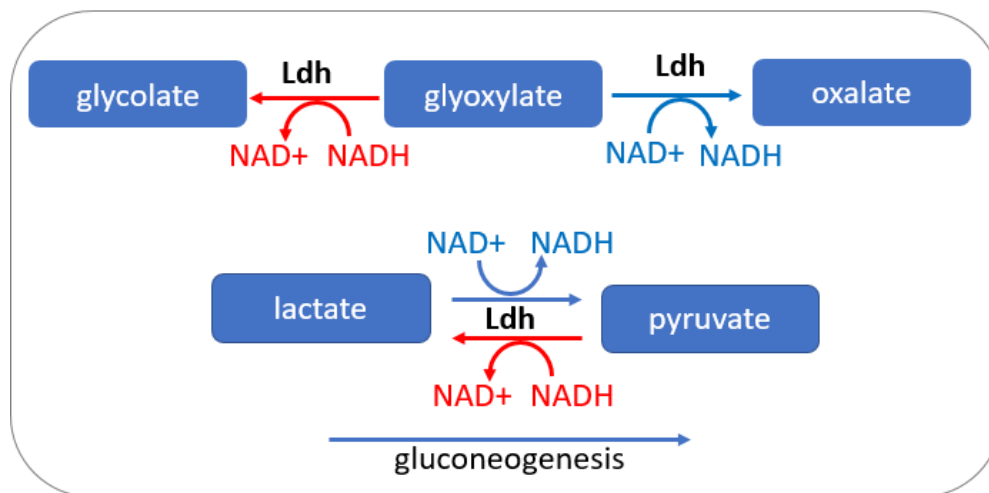 Ldh Ldh
glycolate glyoxylate oxalate
NAD+ NADH NAD+ NADH
NAD+ NADH
lactate Ldh pyruvate
NAD+ NADH
gluconeogenesis